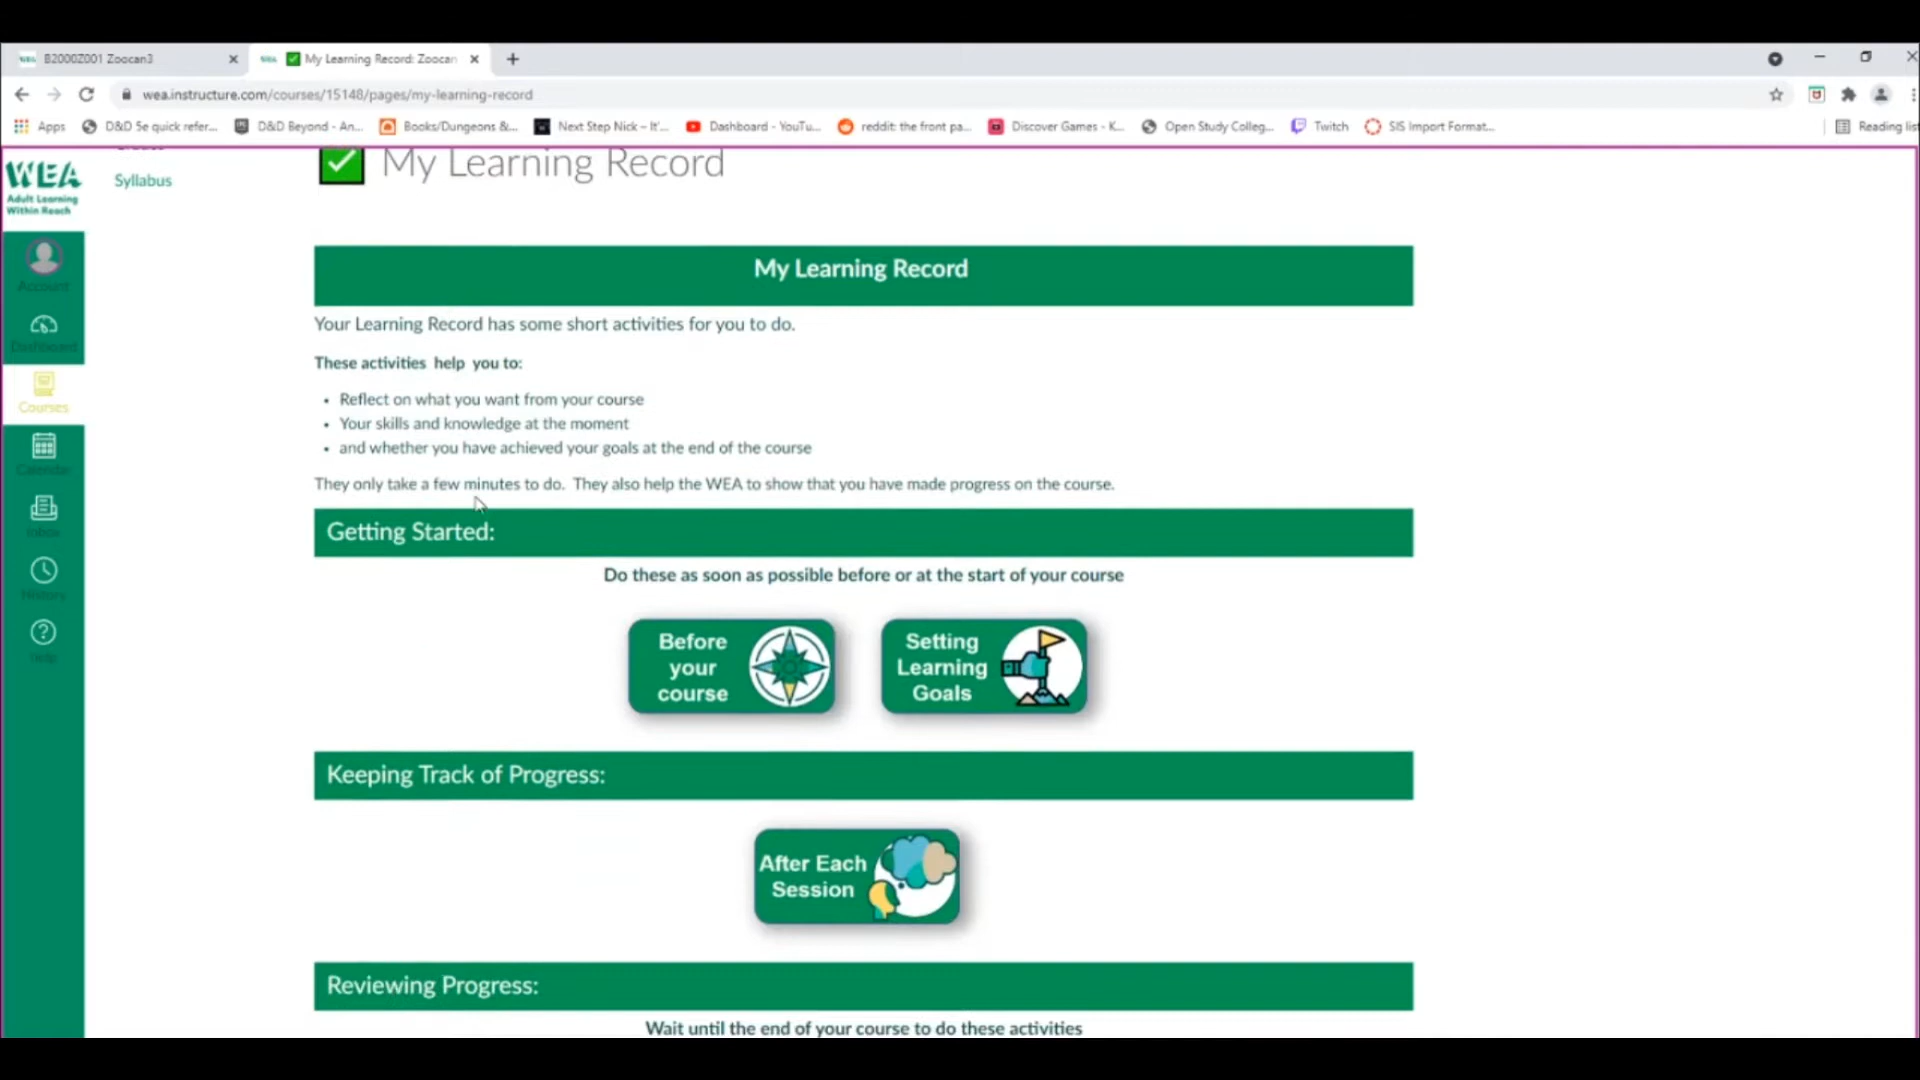 B2000Z001 Zoocan3
My Learning Record: Zoocan
wea.instructure.com/courses/15148/pages/my-learning-record
Apps
D&D 5e quick refer...
D&D Beyond - An...
Books/Dungeons &...
Next Step Nick – It'...
Dashboard - YouTu...
reddit: the front pa...
Discover Games - K...
Open Study Colleg...
Twitch
SIS Import Format...
Reading list
WEA
Adult Learning
Within Reach
Syllabus
Account
Dashboard
Courses
Calendar
Inbox
History
Help
My Learning Record
My Learning Record
Your Learning Record has some short activities for you to do.
These activities help you to:
• Reflect on what you want from your course
• Your skills and knowledge at the moment
• and whether you have achieved your goals at the end of the course
They only take a few minutes to do. They also help the WEA to show that you have made progress on the course.
Getting Started:
Do these as soon as possible before or at the start of your course
Before
your
course
Setting
Learning
Goals
Keeping Track of Progress:
After Each
Session
Reviewing Progress:
Wait until the end of your course to do these activities